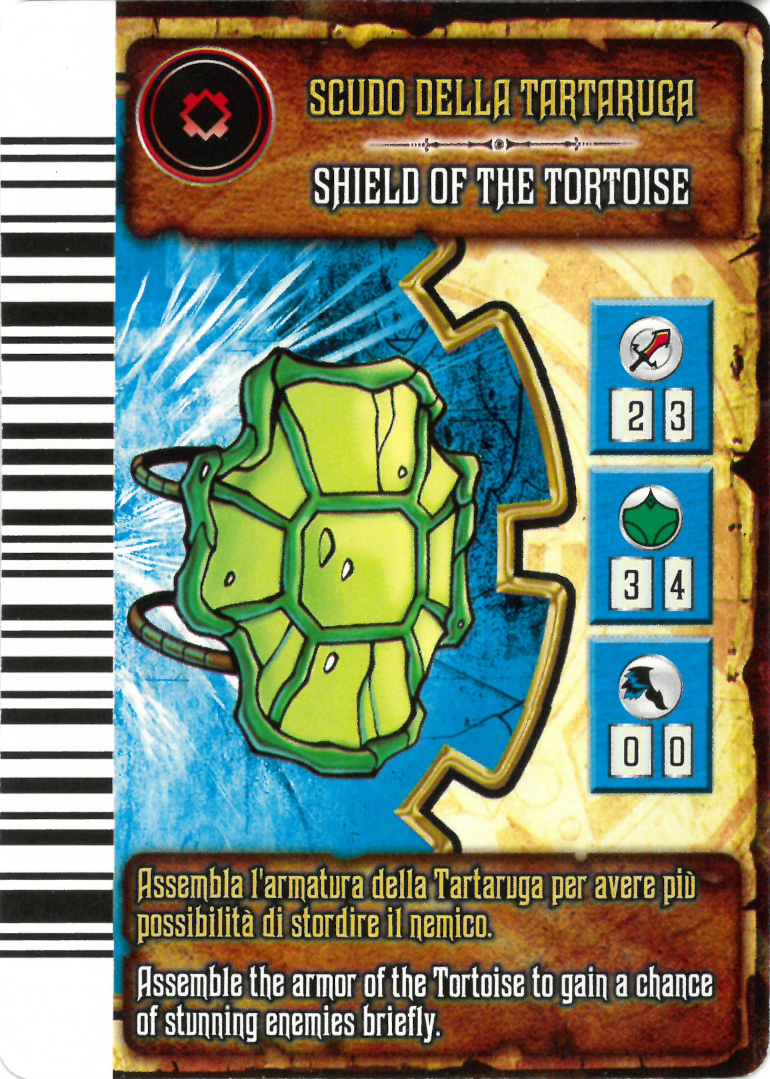 SCUDO DELLA TARTARUGA
SHIELD OF THE TORTOISE
2 3
3 4
0 0
Assembla l'armatura della Tartaruga per avere più
possibilità di stordire il nemico.
Assemble the armor of the Tortoise to gain a chance
of stunning enemies briefly.